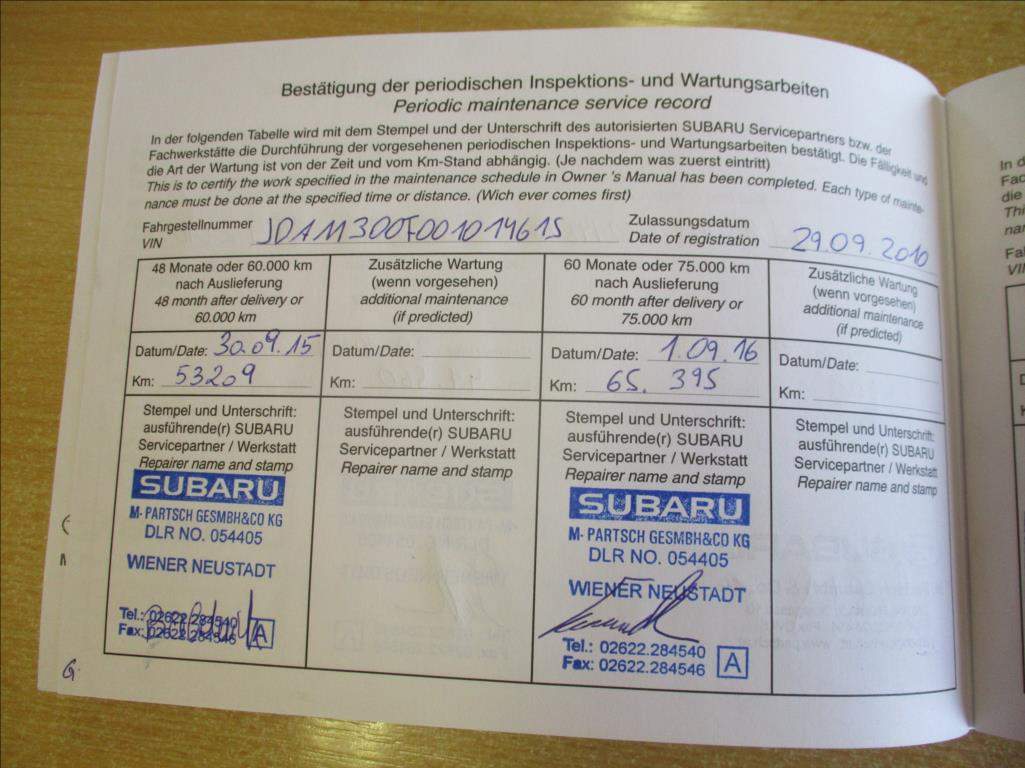 Bestätigung der periodischen Inspektions- und Wartungsarbeiten
Periodic maintenance service record
In der folgenden Tabelle wird mit dem Stempel und der Unterschrift des autorisierten SUBARU Servicepartners bzw. der
Fachwerkstätte die Durchführung der vorgesehenen periodischen Inspektions- und Wartungsarbeiten bestätigt. Die Fälligkeit und
die Art der Wartung ist von der Zeit und vom Km-Stand abhängig. (Je nachdem was zuerst eintritt)
This is to certify the work specified in the maintenance schedule in Owner 's Manual has been completed. Each type of mainte-
nance must be done at the specified time or distance. (Wich ever comes first)
Fahrgestellnummer
VIN
JDAM300F001014615
Zulassungsdatum
Date of registration
29.09.2010
48 Monate oder 60.000 km
nach Auslieferung
48 month after delivery or
60.000 km
Zusätzliche Wartung
(wenn vorgesehen)
additional maintenance
(if predicted)
60 Monate oder 75.000 km
nach Auslieferung
60 month after delivery or
75.000 km
Zusätzliche Wartung
(wenn vorgesehen)
additional maintenance
(if predicted)
Datum/Date: 30.09.15
Km: 53209
Datum/Date:
Km:
Datum/Date: 1.09.16
Km: 65.395
Datum/Date:
Km:
Stempel und Unterschrift:
ausführende(r) SUBARU
Servicepartner / Werkstatt
Repairer name and stamp
SUBARU
M. PARTSCH GESMBH&CO KG
DLR NO. 054405
WIENER NEUSTADT
Tel.: 02622.284540
Fax: 02622.284546
A
Stempel und Unterschrift:
ausführende(r) SUBARU
Servicepartner / Werkstatt
Repairer name and stamp
Stempel und Unterschrift:
ausführende(r) SUBARU
Servicepartner / Werkstatt
Repairer name and stamp
SUBARU
M. PARTSCH GESMBH&CO KG
DLR NO. 054405
WIENER NEUSTADT
Tel.: 02622.284540
Fax: 02622.284546
A
Stempel und Unterschrift:
ausführende(r) SUBARU
Servicepartner / Werkstatt
Repairer name and stamp